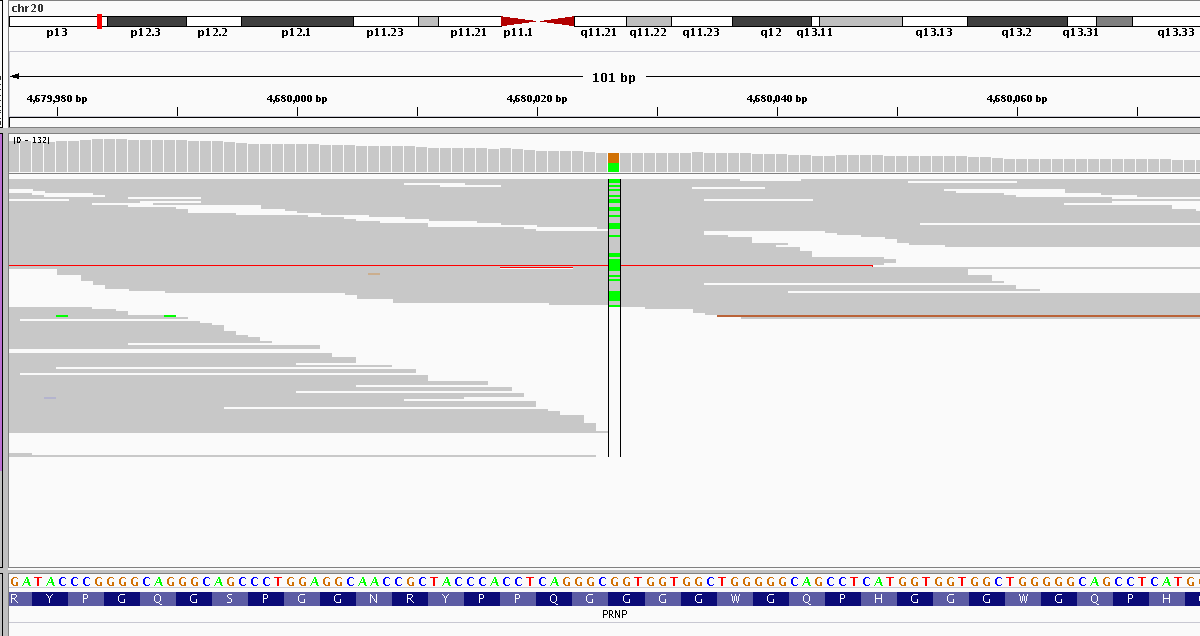 chr20
p13 p12.3 p12.2 p12.1 p11.23 p11.21 p11.1 q11.21 q11.22 q11.23 q12 q13.11 q13.13 q13.2 q13.31 q13.33
101 bp
4,679,980 bp 4,680,000 bp 4,680,020 bp 4,680,040 bp 4,680,060 bp
[0 - 132]
GATACCCGGGGCAGGGCAGCCCTGGAGGCAACCGCTACCCACCTCAGGGCGGTGGTGGCTGGGGGCAGCCTCATGGTGGTGGCTGGGGGCAGCCTCATG
R Y P G Q G S P G G N R Y P P Q G G G G W G Q P H G G G W G Q P H
PRNP